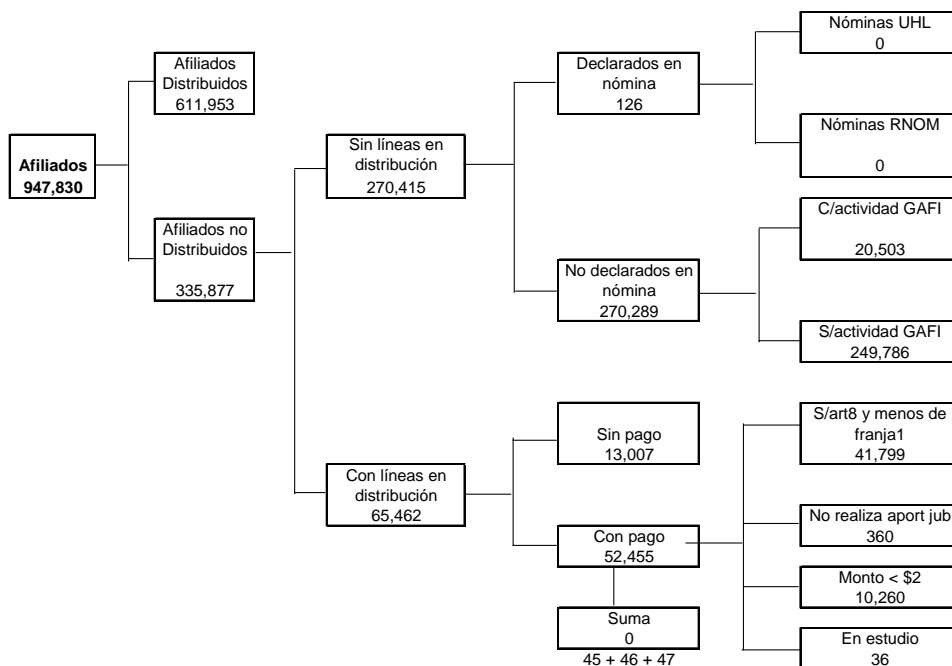 Afiliados
947,830
Afiliados
Distribuidos
611,953
Afiliados no
Distribuidos
335,877
Sin líneas en
distribución
270,415
Con líneas en
distribución
65,462
Declarados en
nómina
126
No declarados en
nómina
270,289
Sin pago
13,007
Con pago
52,455
Suma
0
45 + 46 + 47
Nóminas UHL
0
Nóminas RNOM
0
C/actividad GAFI
20,503
S/actividad GAFI
249,786
S/art8 y menos de
franja1
41,799
No realiza aport jub
360
Monto < $2
10,260
En estudio
36